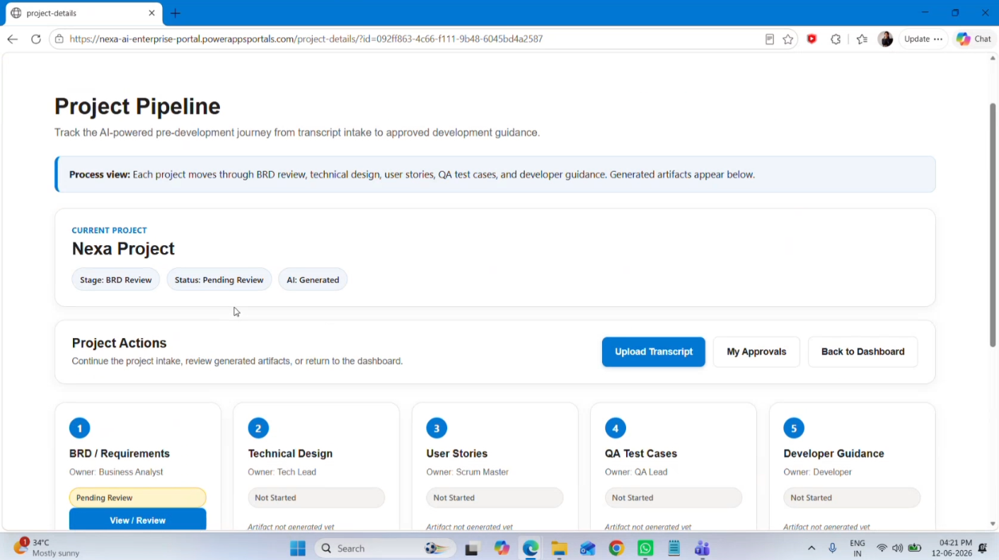 project-details
https://nexa-ai-enterprise-portal.powerappsportals.com/project-details/?id=092ff863-4c66-f111-9b48-6045bd4a2587
Update
Chat
Project Pipeline
Track the AI-powered pre-development journey from transcript intake to approved development guidance.
Process view: Each project moves through BRD review, technical design, user stories, QA test cases, and developer guidance. Generated artifacts appear below.
CURRENT PROJECT
Nexa Project
Stage: BRD Review Status: Pending Review AI: Generated
Project Actions
Continue the project intake, review generated artifacts, or return to the dashboard.
Upload Transcript My Approvals Back to Dashboard
1
BRD / Requirements
Owner: Business Analyst
Pending Review
View / Review
2
Technical Design
Owner: Tech Lead
Not Started
Artifact not generated yet
3
User Stories
Owner: Scrum Master
Not Started
Artifact not generated yet
4
QA Test Cases
Owner: QA Lead
Not Started
Artifact not generated yet
5
Developer Guidance
Owner: Developer
Not Started
Artifact not generated yet
1
34°C
Mostly sunny
Search
ENG
IN
04:21 PM
12-06-2026